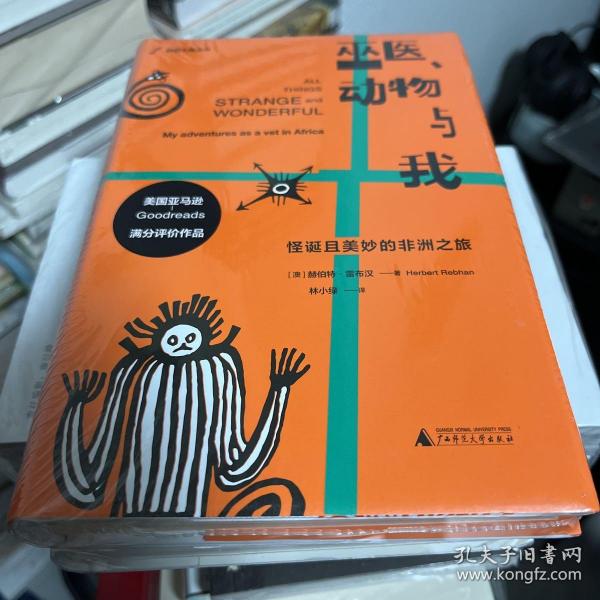 巫医、
动物
与
我
ALL
THINGS
STRANGE and
WONDERFUL
My adventures as a vet in Africa
美国亚马逊
Goodreads
满分评价作品
怪诞且美妙的非洲之旅
[澳]赫伯特·雷布汉 — 著 Herbert Rebhan
林小绿 — 译
GUANGXI NORMAL UNIVERSITY PRESS
广西师范大学出版社
孔夫子旧书网
www.kongfz.com